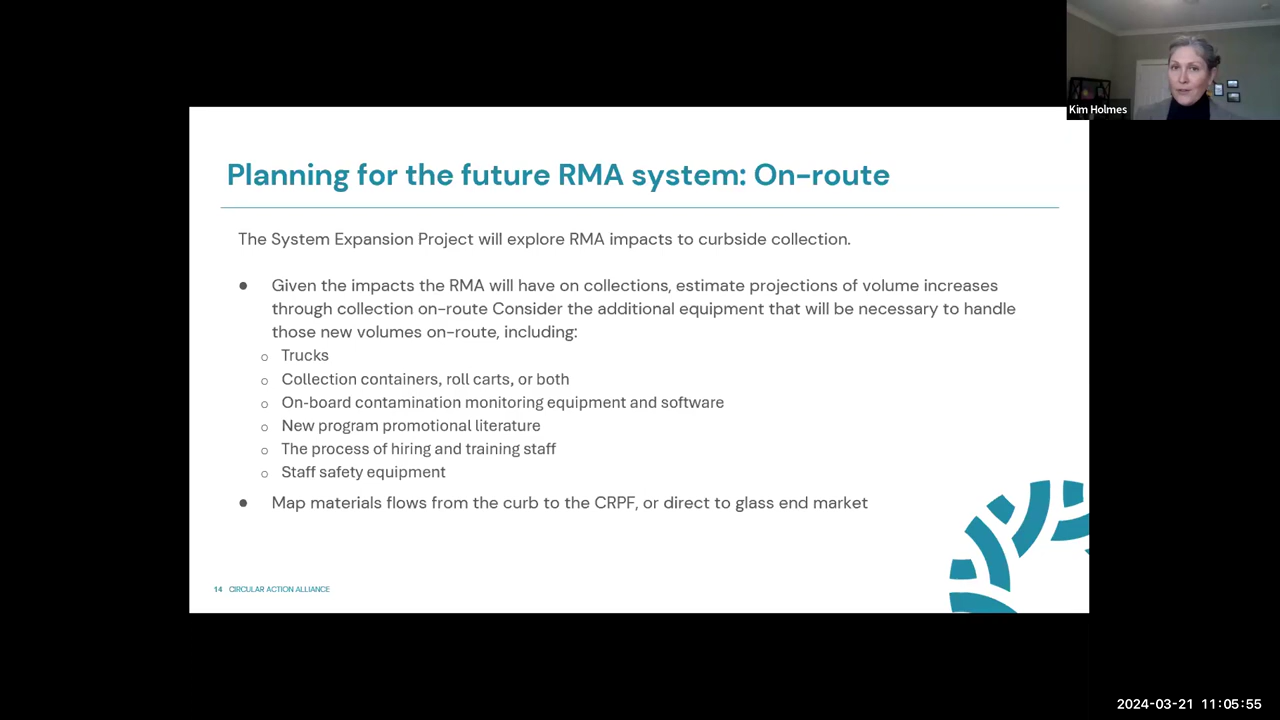 Kim Holmes
Planning for the future RMA system: On-route
The System Expansion Project will explore RMA impacts to curbside collection.
● Given the impacts the RMA will have on collections, estimate projections of volume increases
through collection on-route Consider the additional equipment that will be necessary to handle
those new volumes on-route, including:
o Trucks
o Collection containers, roll carts, or both
o On-board contamination monitoring equipment and software
o New program promotional literature
o The process of hiring and training staff
o Staff safety equipment
● Map materials flows from the curb to the CRPF, or direct to glass end market
14 CIRCULAR ACTION ALLIANCE
2024-03-21 11:05:55